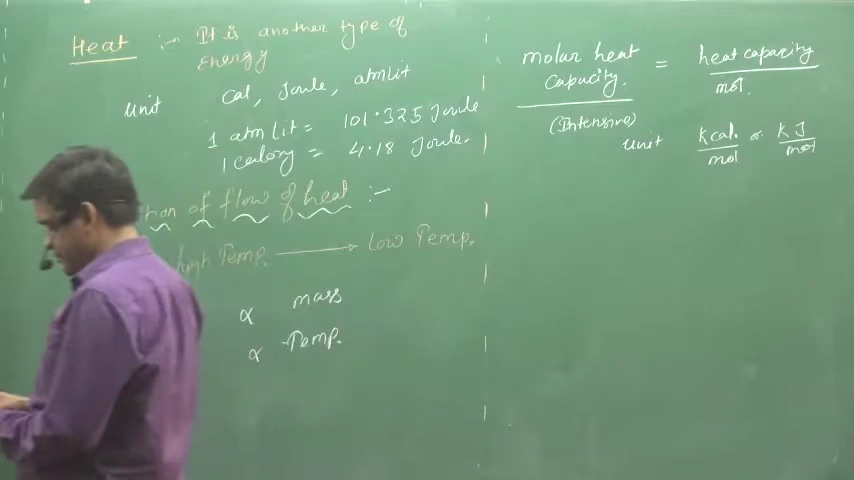 Heat :- It is another type of
Energy
Unit Cal, Joule, atmlit
1 atm lit = 101.325 Joule
1 calory = 4.18 Joule.
tion of flow of heat :-
high Temp. → low Temp.
∝ mass
∝ Temp.
molar heat Capacity. = heat capacity / mol.
(Intensive)
Unit kcal. / mol or kJ / mol